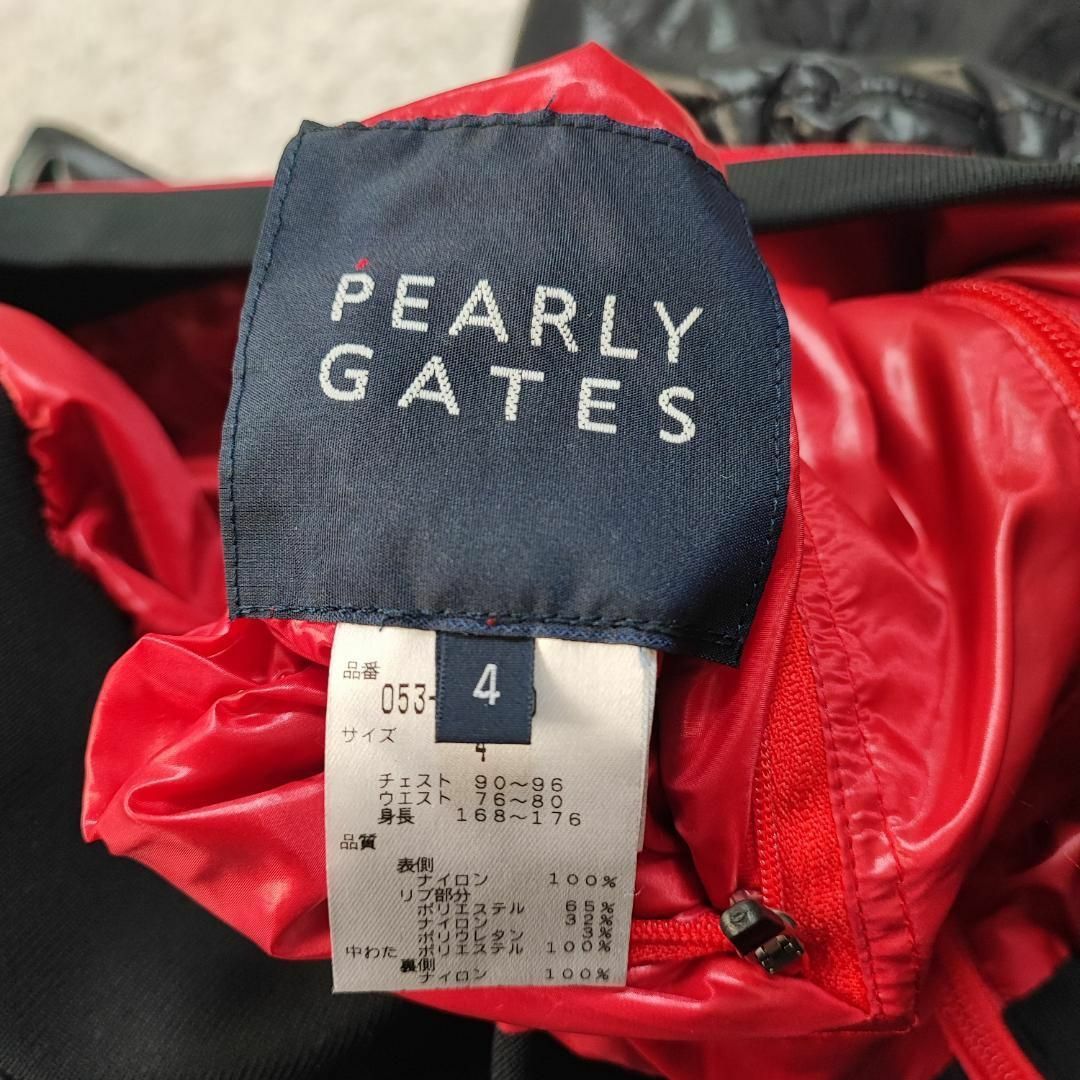 PEARLY
GATES
4
品番
053-
サイズ
4
チェスト 90～96
ウエスト 76～80
身長 168～176
品質
表側
ナイロン 100%
リブ部分
ポリエステル 65%
ナイロン 32%
ポリウレタン 3%
中わた ポリエステル 100%
裏側
ナイロン 100%